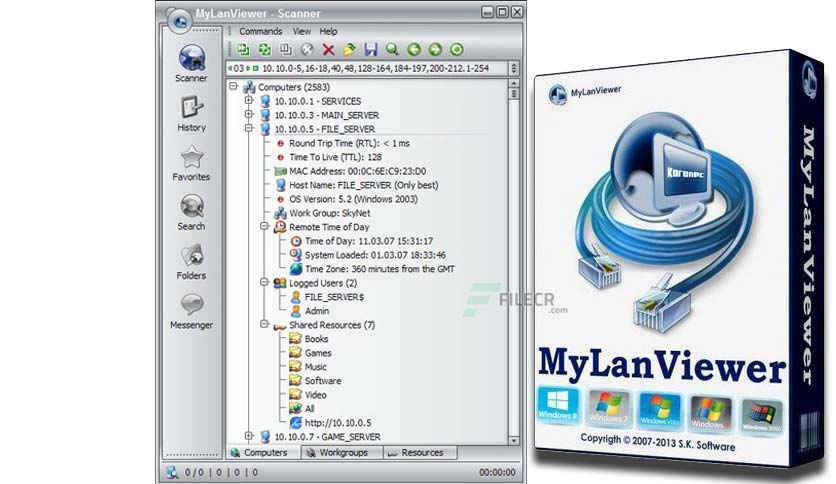 MyLanViewer - Scanner
Commands View Help
03 10.10.0-5,16-18,40,48,128-164,184-197,200-212.1-254
Scanner
History
Favorites
Search
Folders
Messenger
Computers (2583)
10.10.0.1 - SERVICES
10.10.0.3 - MAIN_SERVER
10.10.0.5 - FILE_SERVER
Round Trip Time (RTL): < 1 ms
Time To Live (TTL): 128
MAC Address: 00:0C:6E:C9:23:D0
Host Name: FILE_SERVER (Only best)
OS Version: 5.2 (Windows 2003)
Work Group: SkyNet
Remote Time of Day
Time of Day: 11.03.07 15:31:17
System Loaded: 01.03.07 18:33:46
Time Zone: 360 minutes from the GMT
Logged Users (2)
FILE_SERVER$
Admin
Shared Resources (7)
Books
Games
Music
Software
Video
All
http://10.10.0.5
10.10.0.7 - GAME_SERVER
Computers Workgroups Resources
0/0 | 0 | 0 | 0 00:00:00
FILECR
.com
MyLanViewer
KoronPC
MyLanViewer
Windows 8 Windows 7 Windows Vista Windows Windows 2000
Copyrigth © 2007-2013 S.K. Software
MyLanViewer